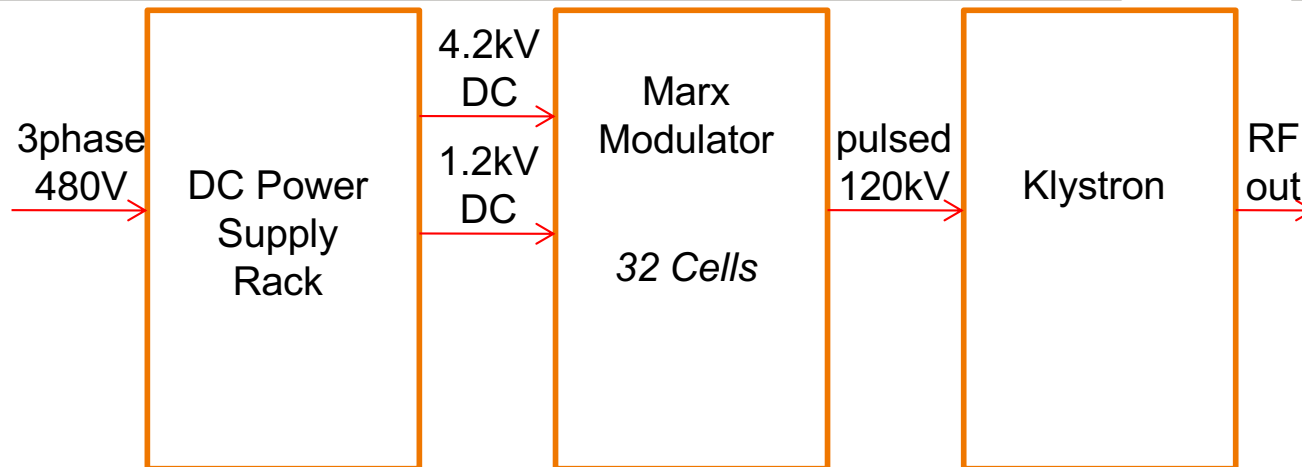 3phase
480V
DC Power
Supply
Rack
4.2kV
DC
1.2kV
DC
Marx
Modulator
32 Cells
pulsed
120kV
Klystron
RF
out